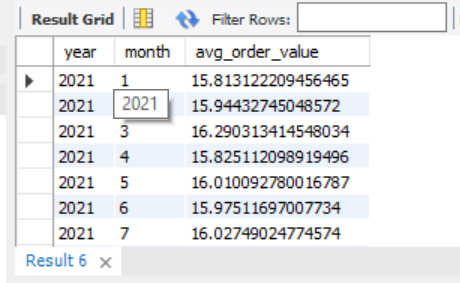 Result Grid Filter Rows:
year month avg_order_value
2021 1 15.813122209456465
2021 2021 15.94432745048572
2021 3 16.290313414548034
2021 4 15.825112098919496
2021 5 16.010092780016787
2021 6 15.97511697007734
2021 7 16.02749024774574
Result 6 ×